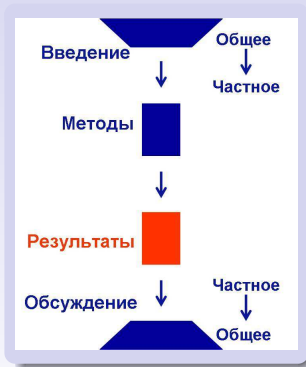 Общее
Введение
Частное
Методы
Результаты
Частное
Обсуждение
Общее